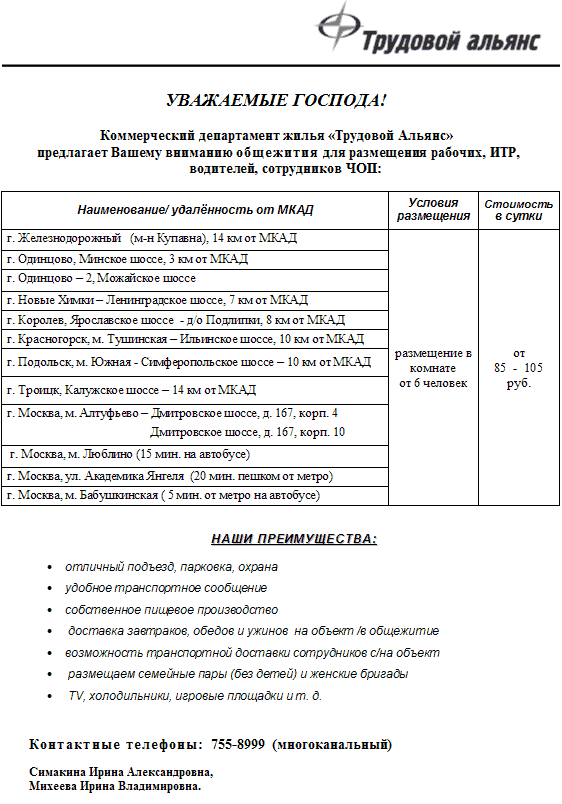 Трудовой альянс
УВАЖАЕМЫЕ ГОСПОДА!
Коммерческий департамент жилья «Трудовой Альянс»
предлагает Вашему вниманию общежития для размещения рабочих, ИТР,
водителей, сотрудников ЧОП:
Наименование/ удалённость от МКАД
Условия
размещения
Стоимость
в сутки
г. Железнодорожный (м-н Купавна), 14 км от МКАД
г. Одинцово, Минское шоссе, 3 км от МКАД
г. Одинцово – 2, Можайское шоссе
г. Новые Химки – Ленинградское шоссе, 7 км от МКАД
г. Королев, Ярославское шоссе - д/о Подлипки, 8 км от МКАД
г. Красногорск, м. Тушинская – Ильинское шоссе, 10 км от МКАД
г. Подольск, м. Южная - Симферопольское шоссе – 10 км от МКАД
г. Троицк, Калужское шоссе – 14 км от МКАД
г. Москва, м. Алтуфьево – Дмитровское шоссе, д. 167, корп. 4
Дмитровское шоссе, д. 167, корп. 10
г. Москва, м. Люблино (15 мин. на автобусе)
г. Москва, ул. Академика Янгеля (20 мин. пешком от метро)
г. Москва, м. Бабушкинская ( 5 мин. от метро на автобусе)
размещение в
комнате
от 6 человек
от
85 - 105
руб.
НАШИ ПРЕИМУЩЕСТВА:
• отличный подъезд, парковка, охрана
• удобное транспортное сообщение
• собственное пищевое производство
• доставка завтраков, обедов и ужинов на объект /в общежитие
• возможность транспортной доставки сотрудников с/на объект
• размещаем семейные пары (без детей) и женские бригады
• TV, холодильники, игровые площадки и т. д.
Контактные телефоны: 755-8999 (многоканальный)
Симакина Ирина Александровна,
Михеева Ирина Владимировна.